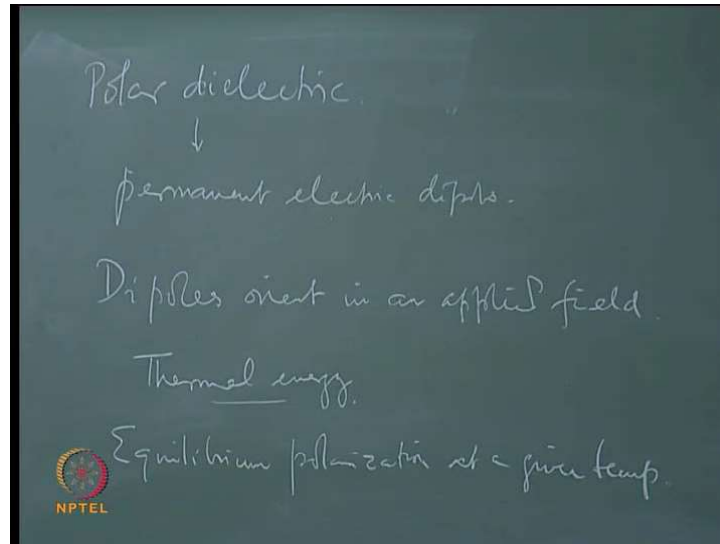 Polar dielectric.
↓
permanent electric dipoles.
Dipoles orient in an applied field.
Thermal energy.
Equilibrium polarization at a given temp.
NPTEL